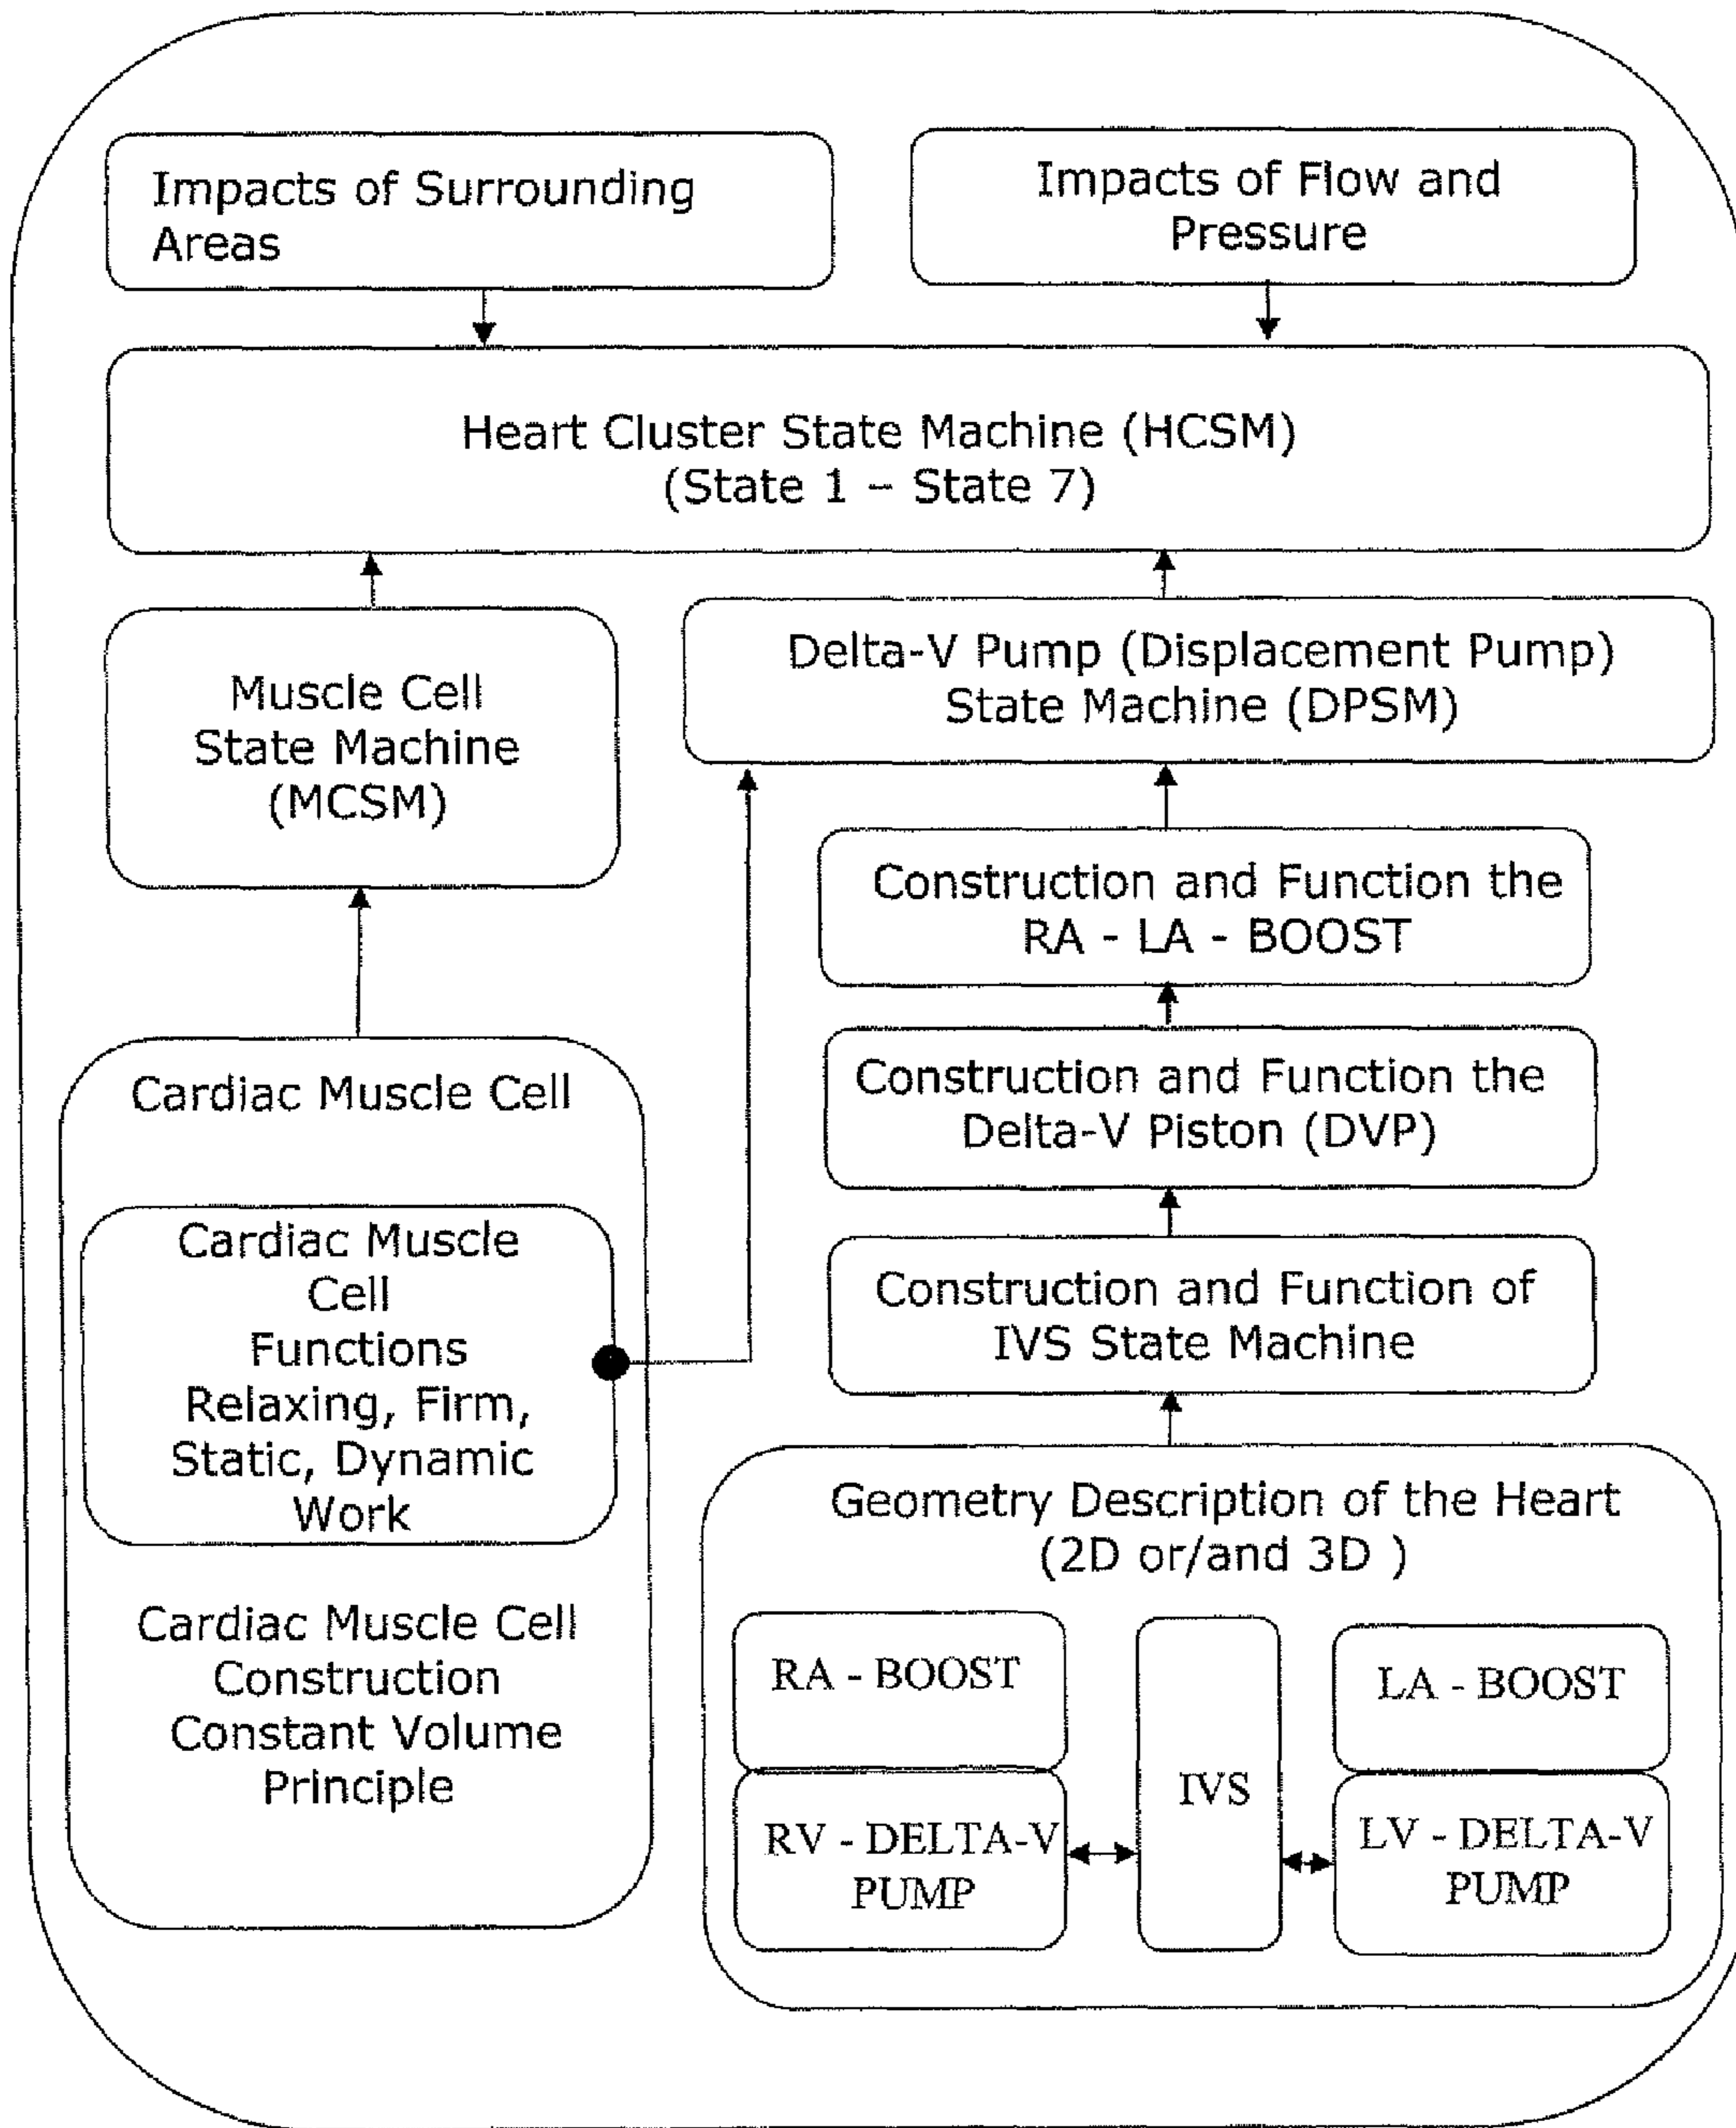 Impacts of Surrounding
Areas
Impacts of Flow and
Pressure
Heart Cluster State Machine (HCSM)
(State 1 – State 7)
Muscle Cell
State Machine
(MCSM)
Delta-V Pump (Displacement Pump)
State Machine (DPSM)
Construction and Function the
RA - LA - BOOST
Construction and Function the
Delta-V Piston (DVP)
Construction and Function of
IVS State Machine
Cardiac Muscle Cell
Cardiac Muscle
Cell
Functions
Relaxing, Firm,
Static, Dynamic
Work
Cardiac Muscle Cell
Construction
Constant Volume
Principle
Geometry Description of the Heart
(2D or/and 3D )
RA - BOOST
RV - DELTA-V
PUMP
IVS
LA - BOOST
LV - DELTA-V
PUMP